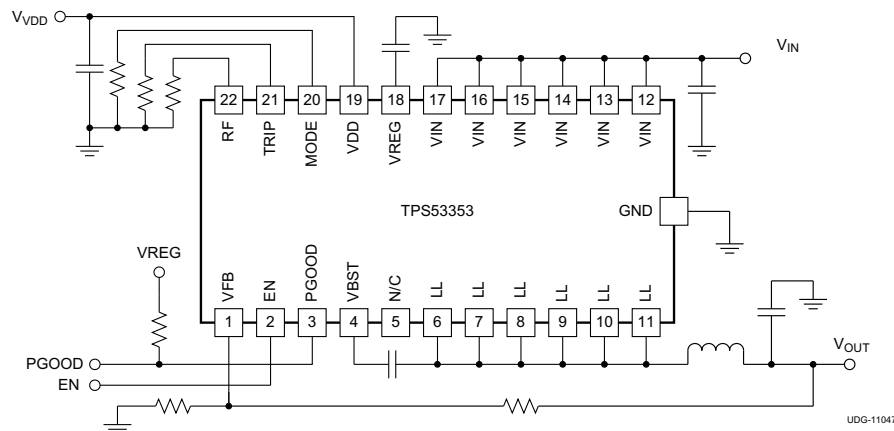 VVDD
VIN
22 21 20 19 18 17 16 15 14 13 12
RF TRIP MODE VDD VREG VIN VIN VIN VIN VIN VIN
TPS53353
GND
VREG
VFB EN PGOOD VBST N/C LL LL LL LL LL LL
1 2 3 4 5 6 7 8 9 10 11
VOUT
PGOOD
EN
UDG-11047